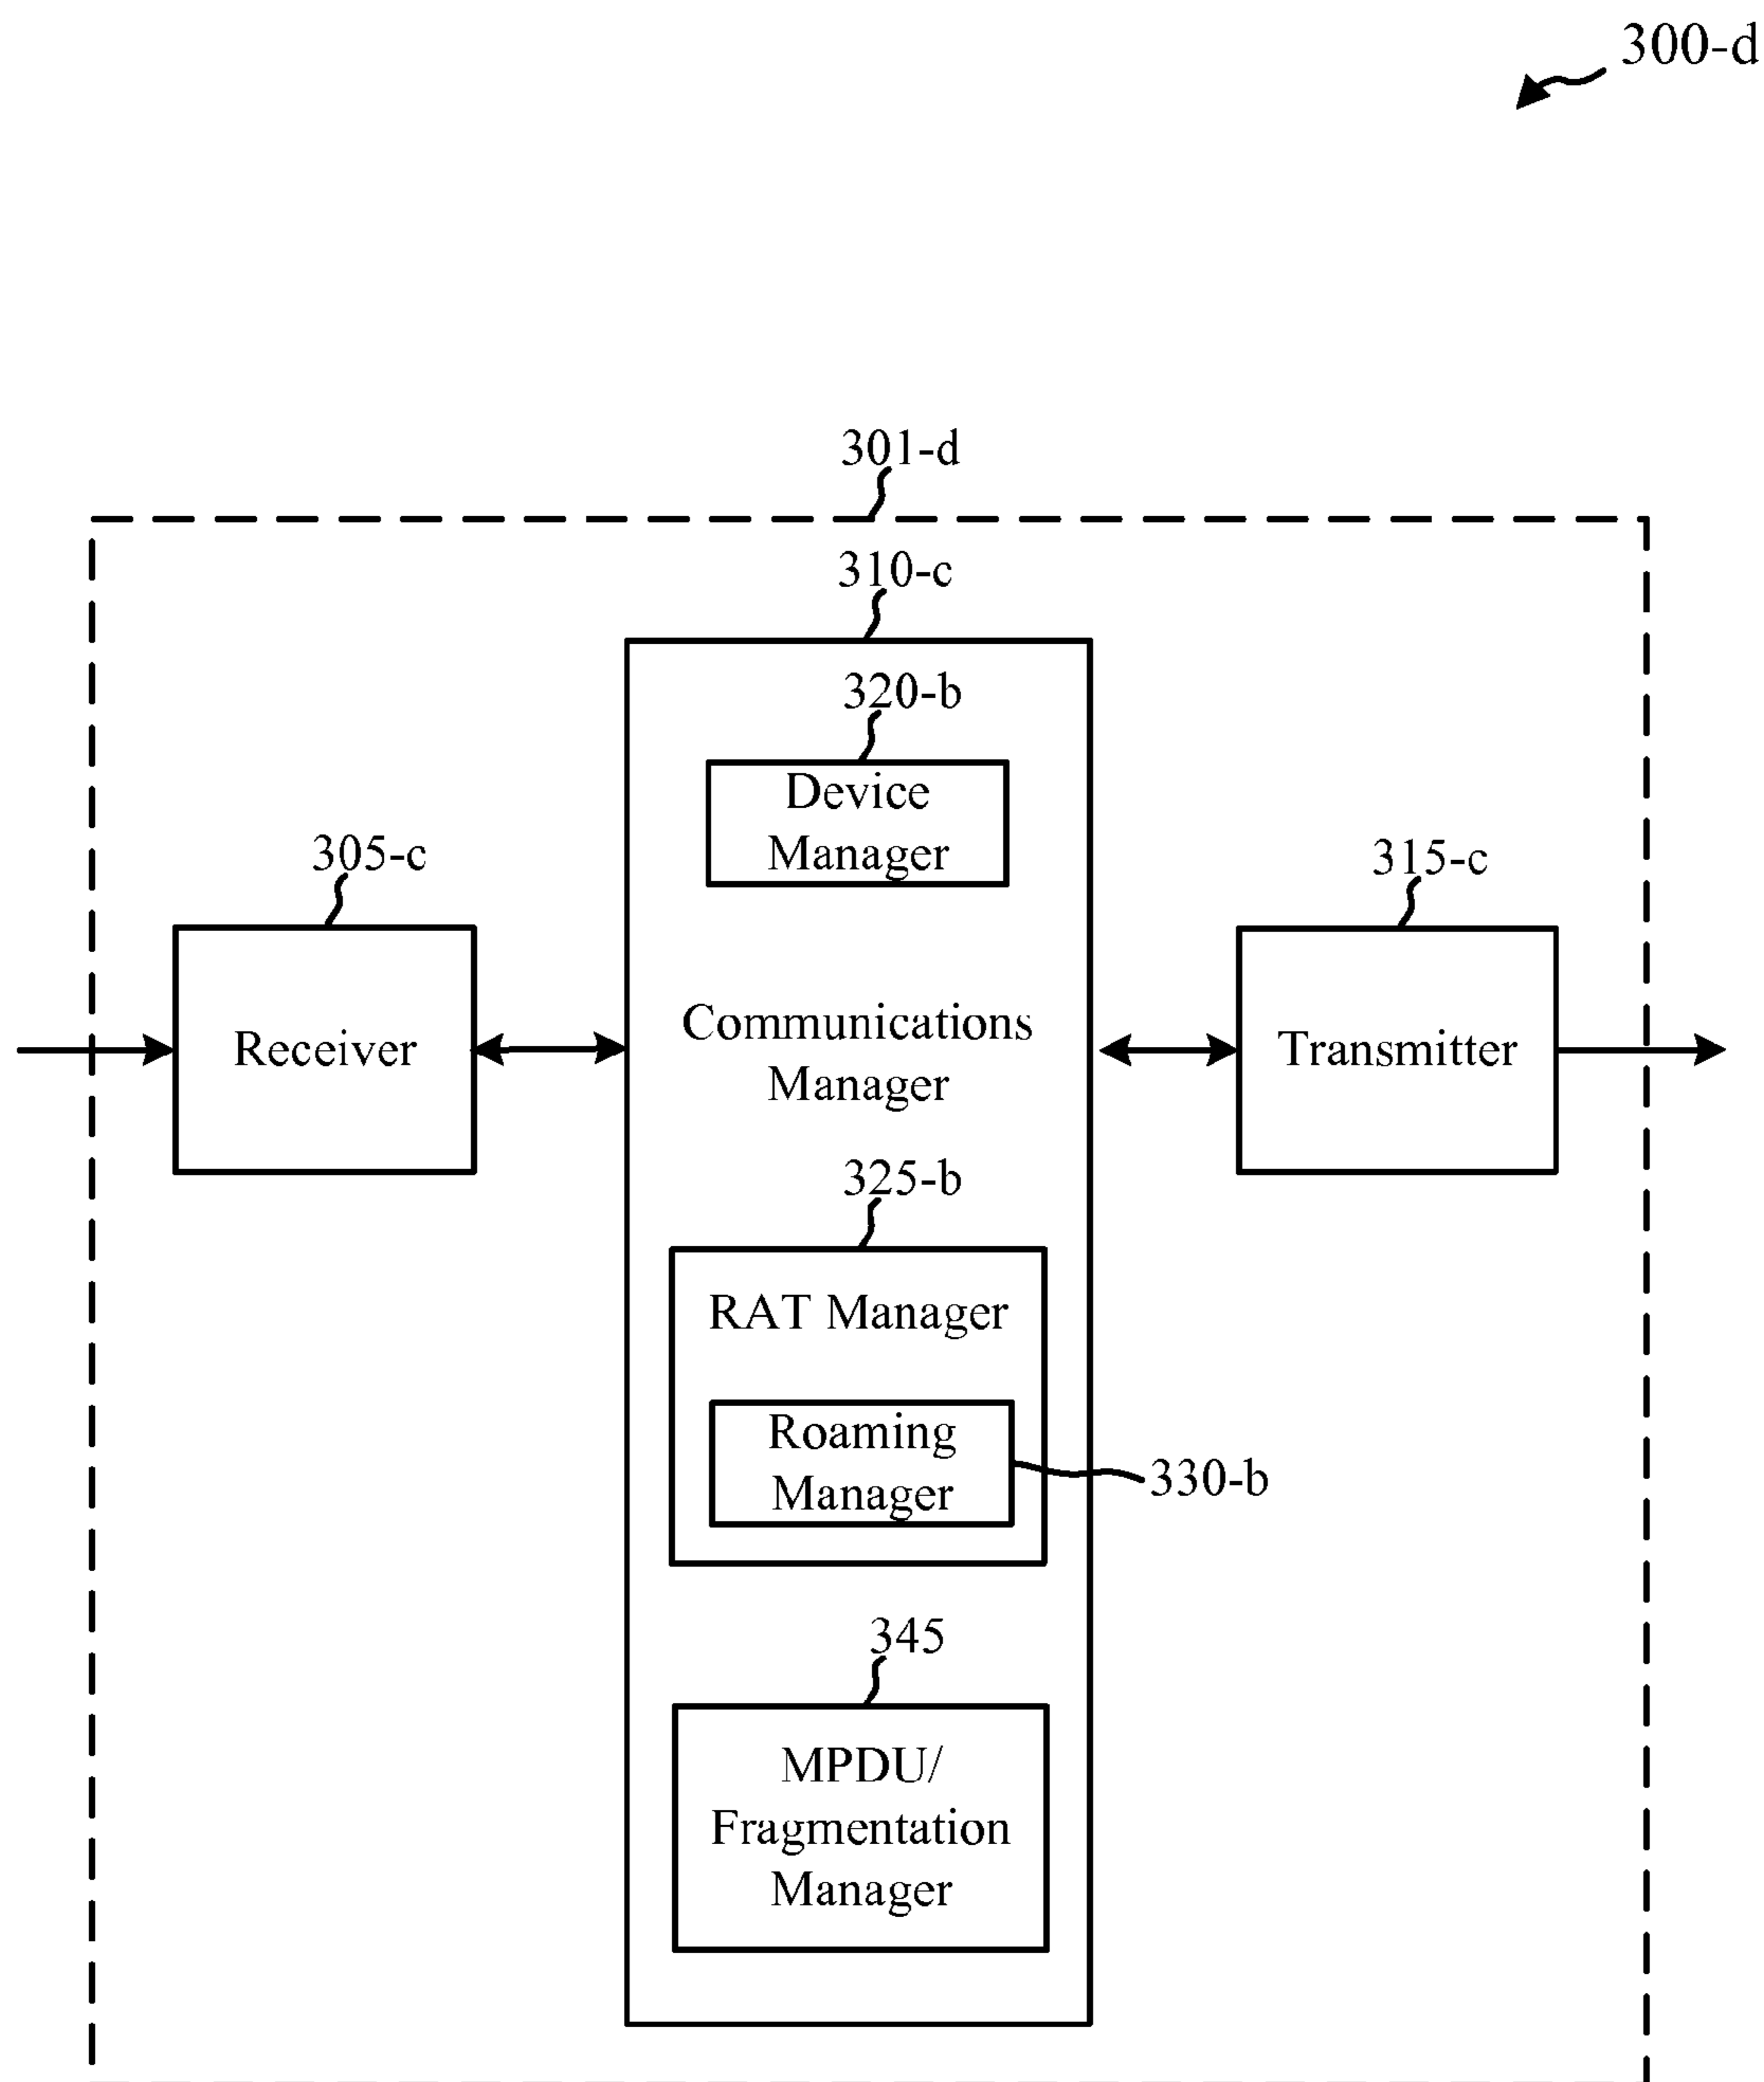 300-d
301-d
310-c
320-b
Device
Manager
305-c
315-c
Receiver
Communications
Manager
Transmitter
325-b
RAT Manager
Roaming
Manager
330-b
345
MPDU/
Fragmentation
Manager